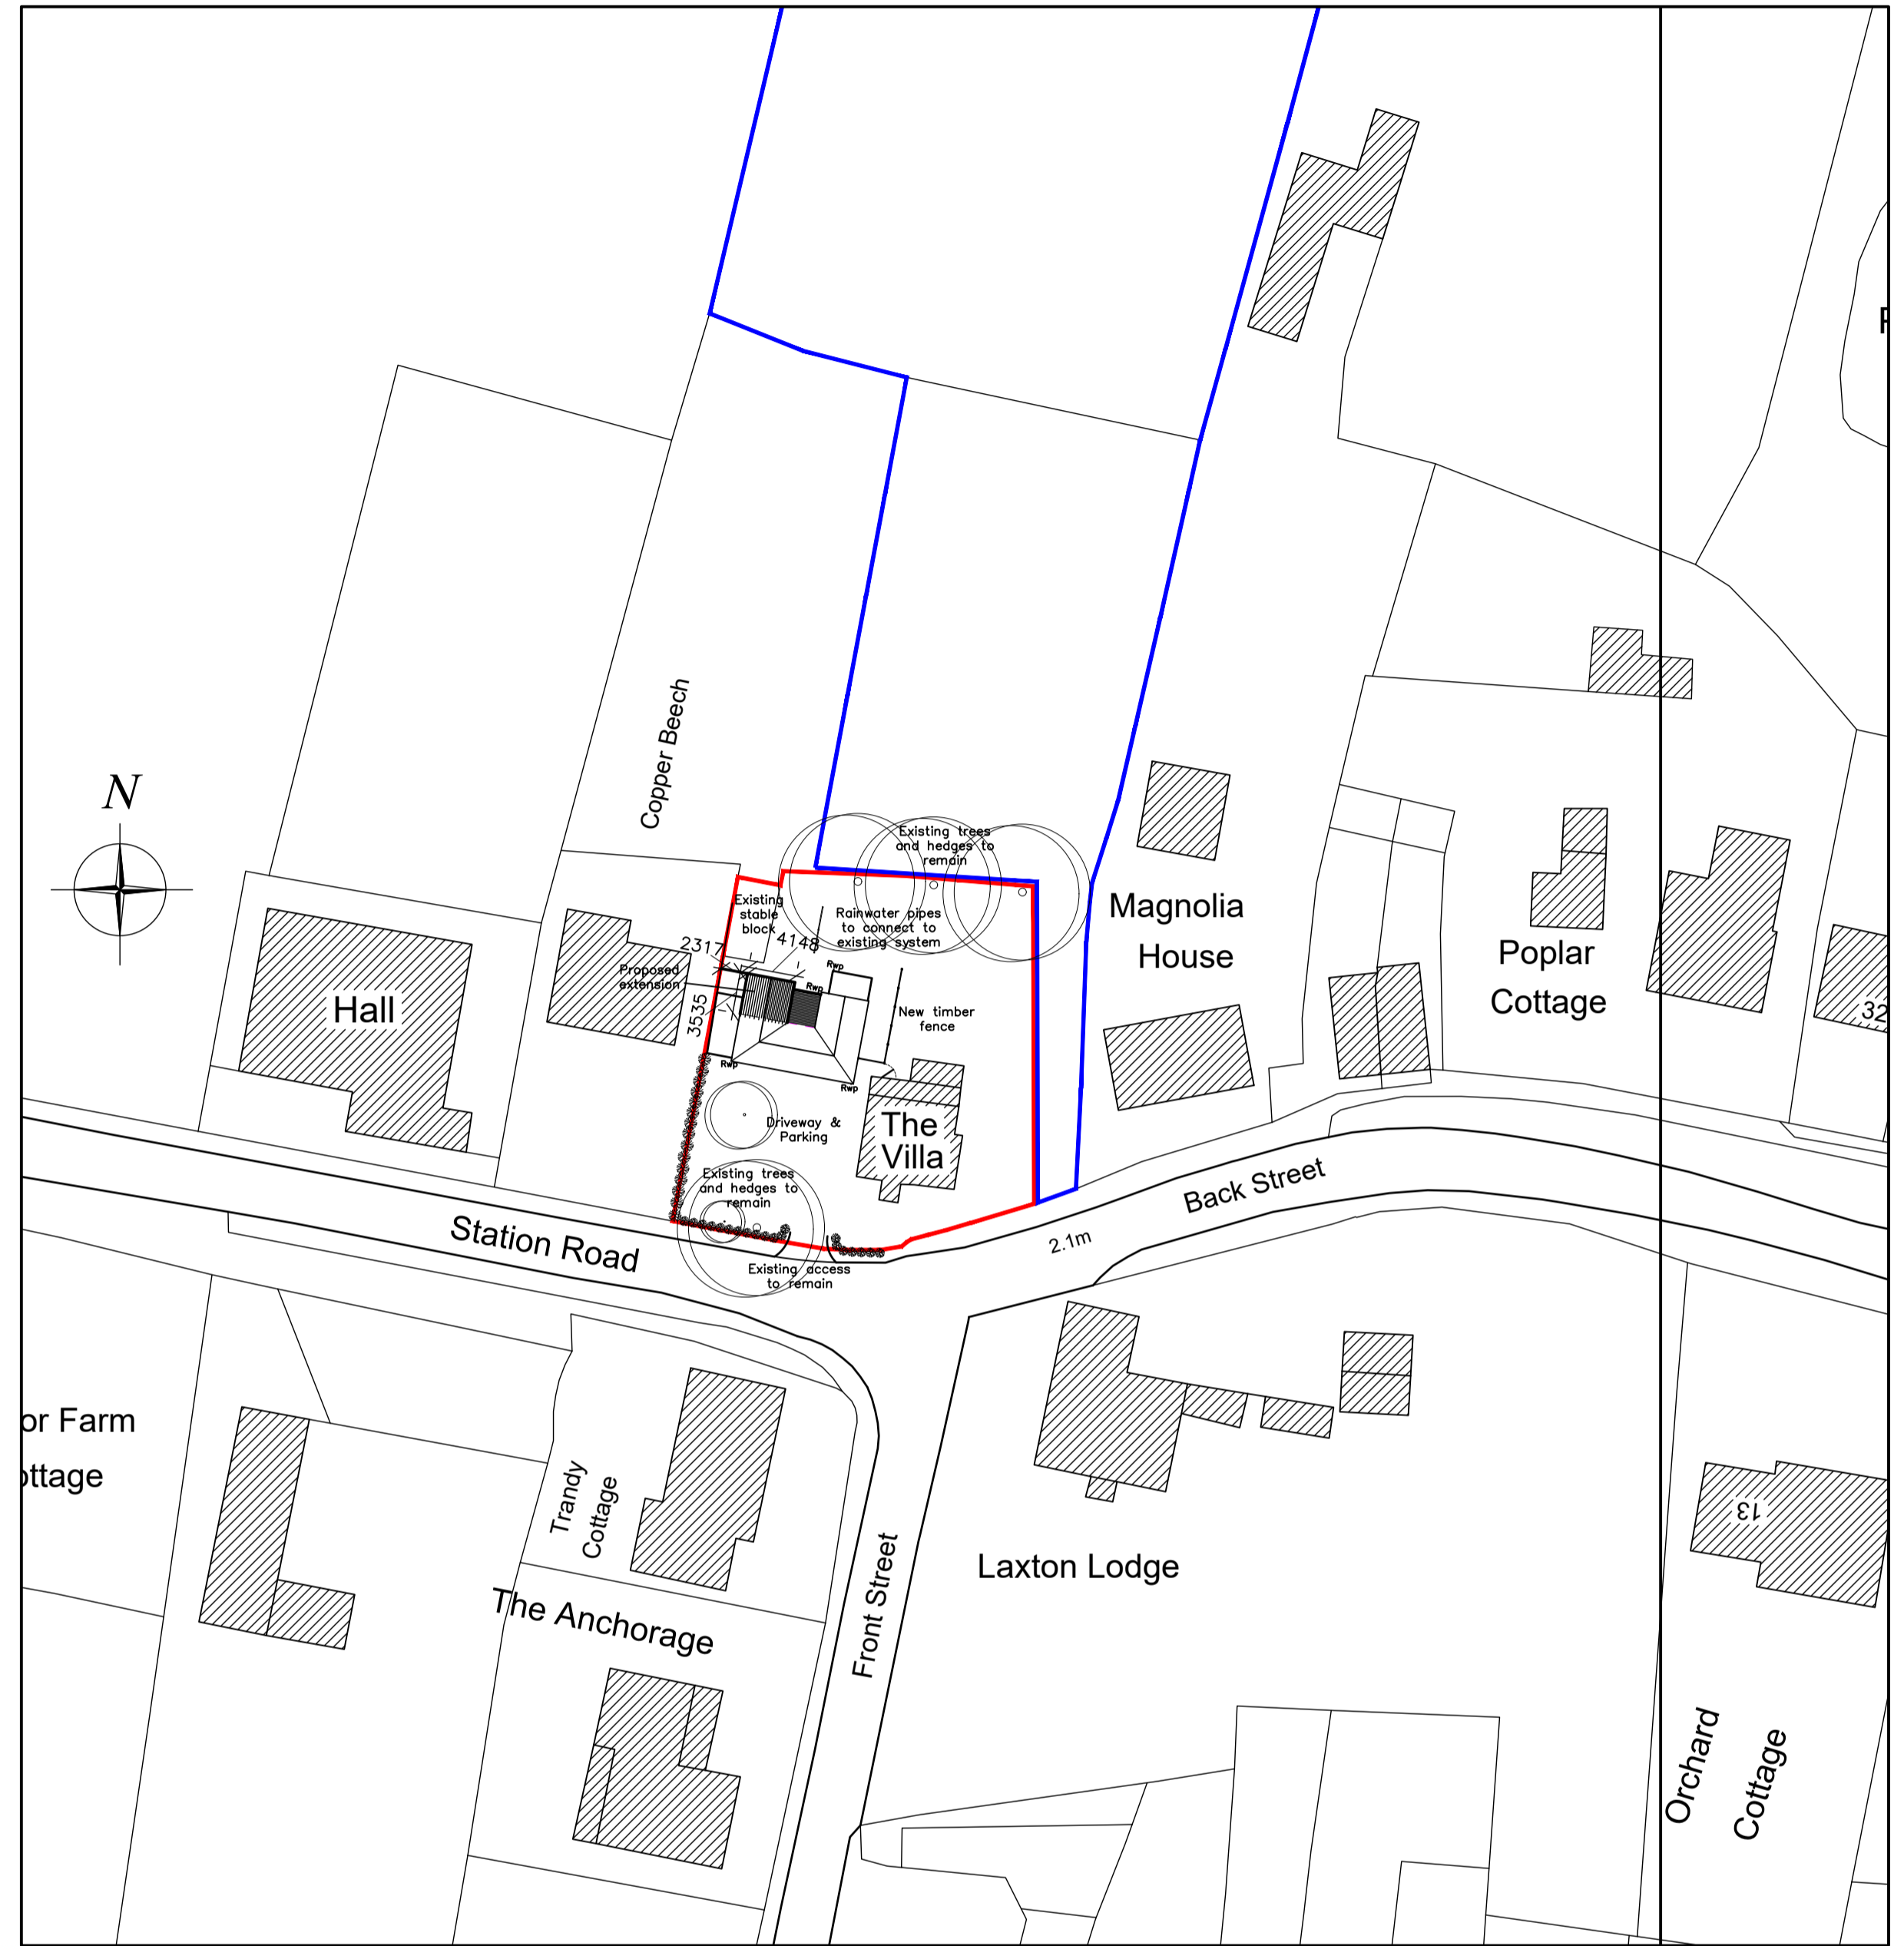 Copper Beech
N
Existing trees
and hedges to
remain
Existing
stable
block
Rainwater pipes
to connect to
existing system
Magnolia
House
2317
4148
Proposed
extension
3535
Rwp
Rwp
Rwp
Rwp
New timber
fence
Hall
Poplar
Cottage
32
Driveway &
Parking
The
Villa
Existing trees
and hedges to
remain
Station Road
Existing access
to remain
2.1m
Back Street
or Farm
ottage
Trandy
Cottage
The Anchorage
Front Street
Laxton Lodge
13
Orchard
Cottage